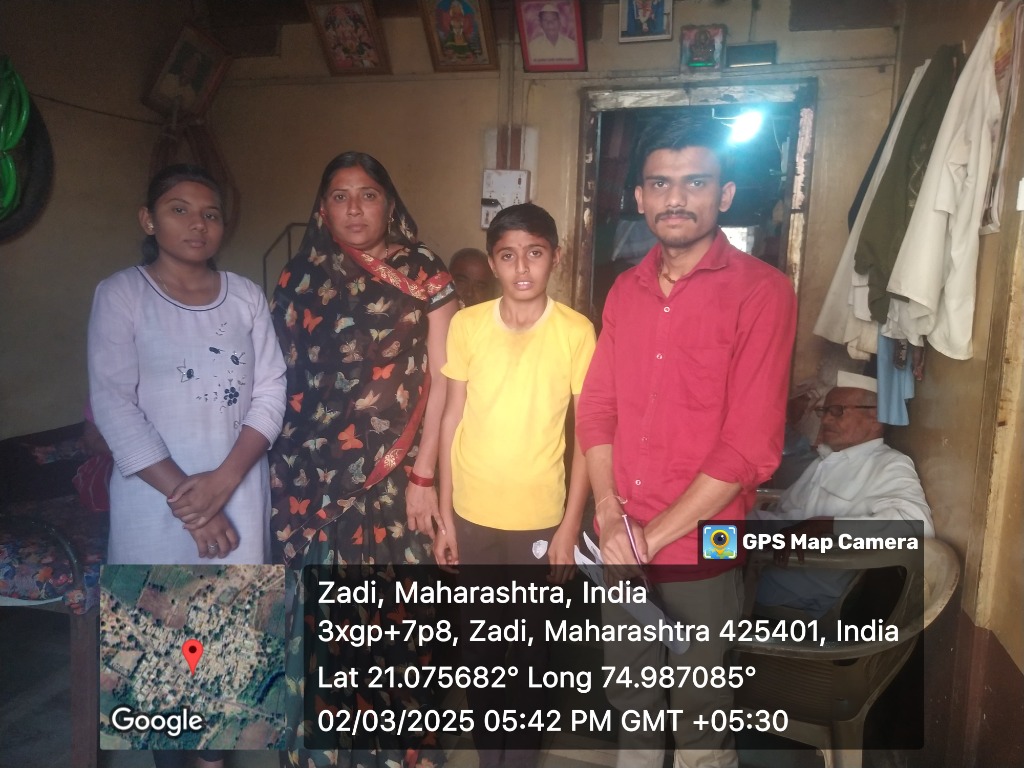 GPS Map Camera
Zadi, Maharashtra, India
3xgp+7p8, Zadi, Maharashtra 425401, India
Lat 21.075682° Long 74.987085°
02/03/2025 05:42 PM GMT +05:30
Google